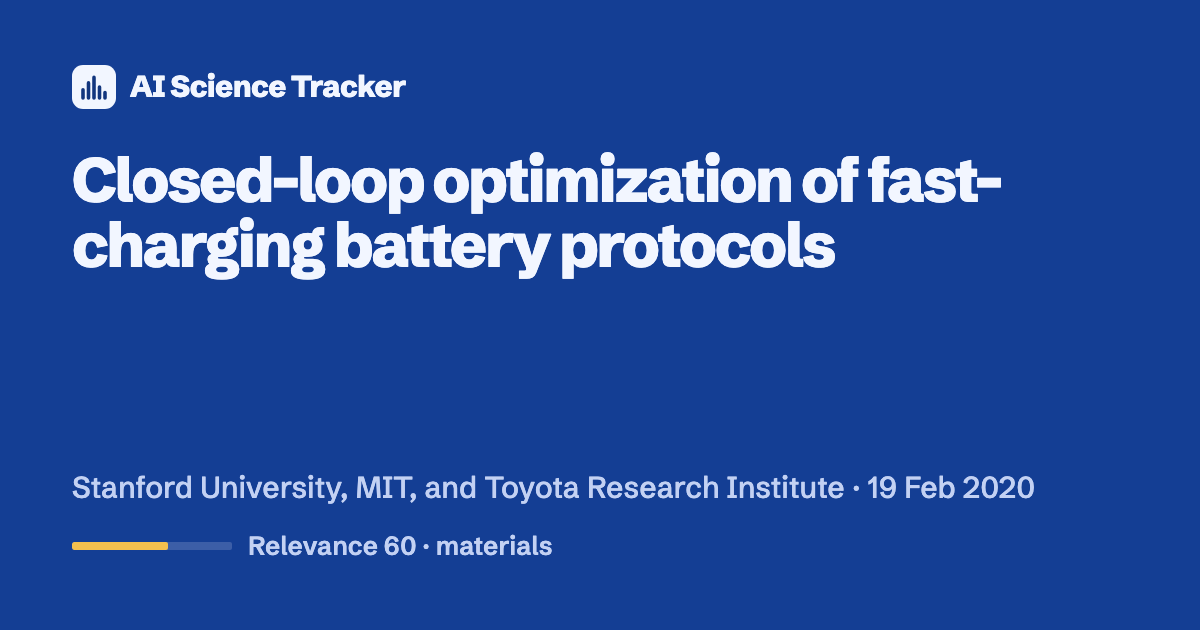 AI Science Tracker
Closed-loop optimization of fast-
charging battery protocols
Stanford University, MIT, and Toyota Research Institute · 19 Feb 2020
Relevance 60 · materials